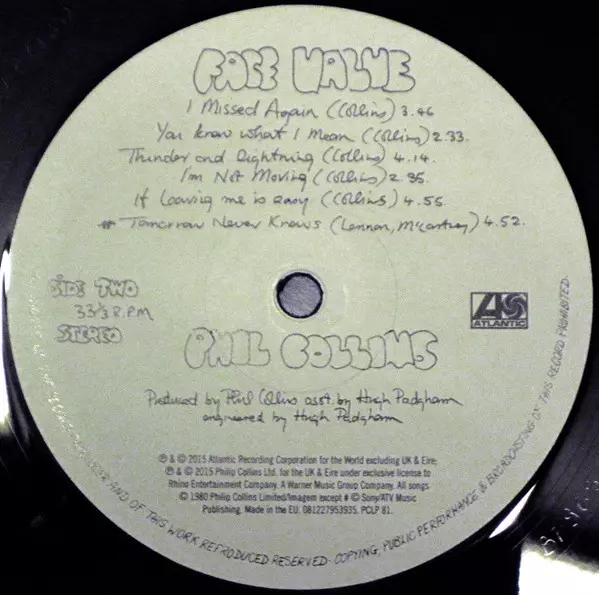 FACE VALUE
I Missed Again (Collins) 3.46
You know what I mean (Collins) 2.33.
Thunder and Lightning (Collins) 4.14.
I'm Not Moving (Collins) 2.35.
If leaving me is easy (Collins) 4.55.
# Tomorrow Never Knows (Lennon, McCartney) 4.52.
SIDE TWO
33⅓ R.P.M
STEREO
ATLANTIC
PHIL COLLINS
Produced by Phil Collins asst. by Hugh Padgham
engineered by Hugh Padgham
℗ & © 2015 Atlantic Recording Corporation for the World excluding UK & Eire;
℗ & © 2015 Philip Collins Ltd. for the UK & Eire under exclusive license to
Rhino Entertainment Company. A Warner Music Group Company. All songs
© 1980 Philip Collins Limited/Imagem except # © Sony/ATV Music
Publishing. Made in the EU. 081227953935. PCLP 81.
AND OF THIS WORK REPRODUCED RESERVED · COPYING, PUBLIC PERFORMANCE & BROADCASTING OF THIS RECORD PROHIBITED.